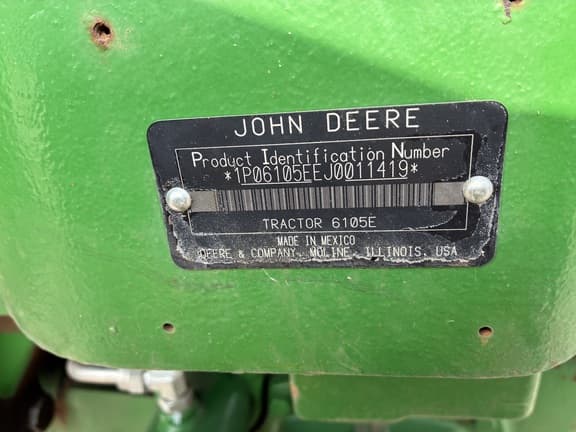 JOHN DEERE
Product Identification Number
*1P06105EEJ0011419*
TRACTOR 6105E
MADE IN MEXICO
DEERE & COMPANY, MOLINE, ILLINOIS, USA